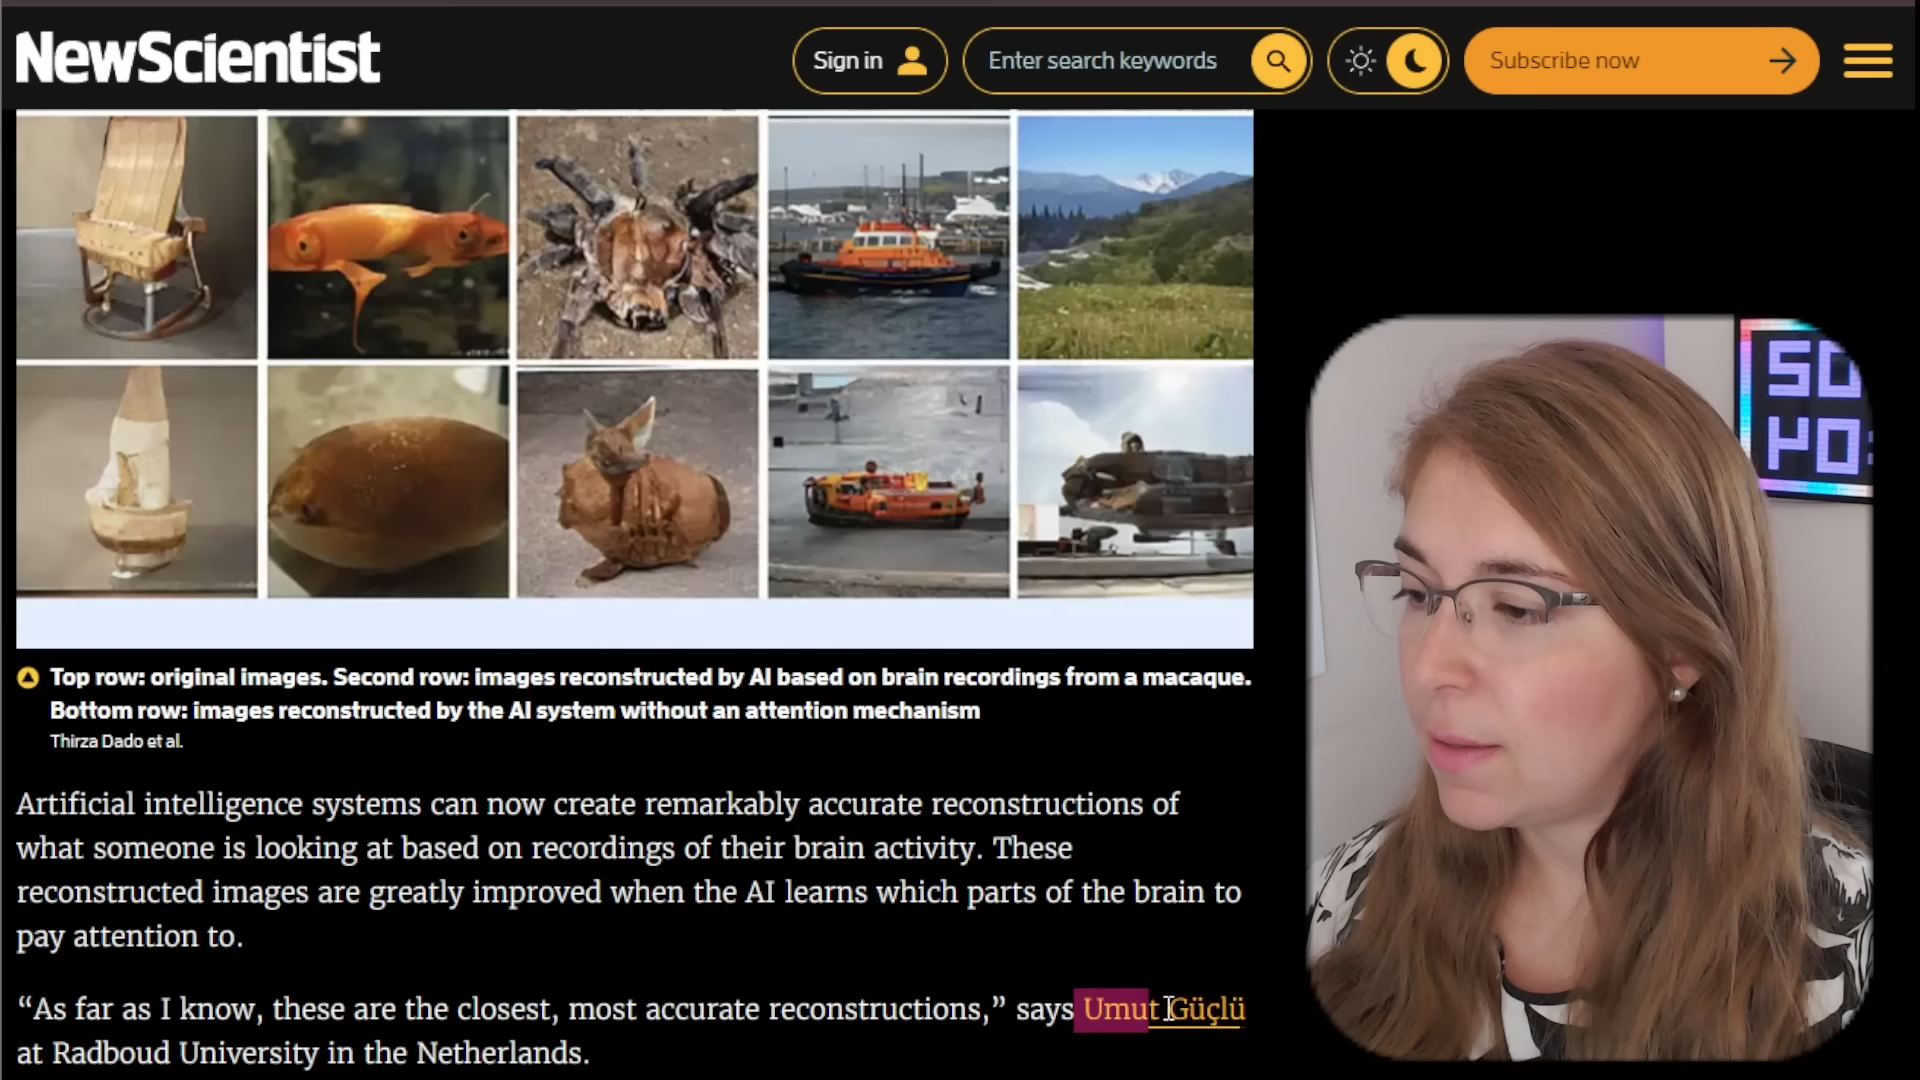 NewScientist
Sign in
Enter search keywords
Subscribe now
Top row: original images. Second row: images reconstructed by AI based on brain recordings from a macaque.
Bottom row: images reconstructed by the AI system without an attention mechanism
Thirza Dado et al.
Artificial intelligence systems can now create remarkably accurate reconstructions of
what someone is looking at based on recordings of their brain activity. These
reconstructed images are greatly improved when the AI learns which parts of the brain to
pay attention to.
“As far as I know, these are the closest, most accurate reconstructions,” says Umut Güçlü
at Radboud University in the Netherlands.